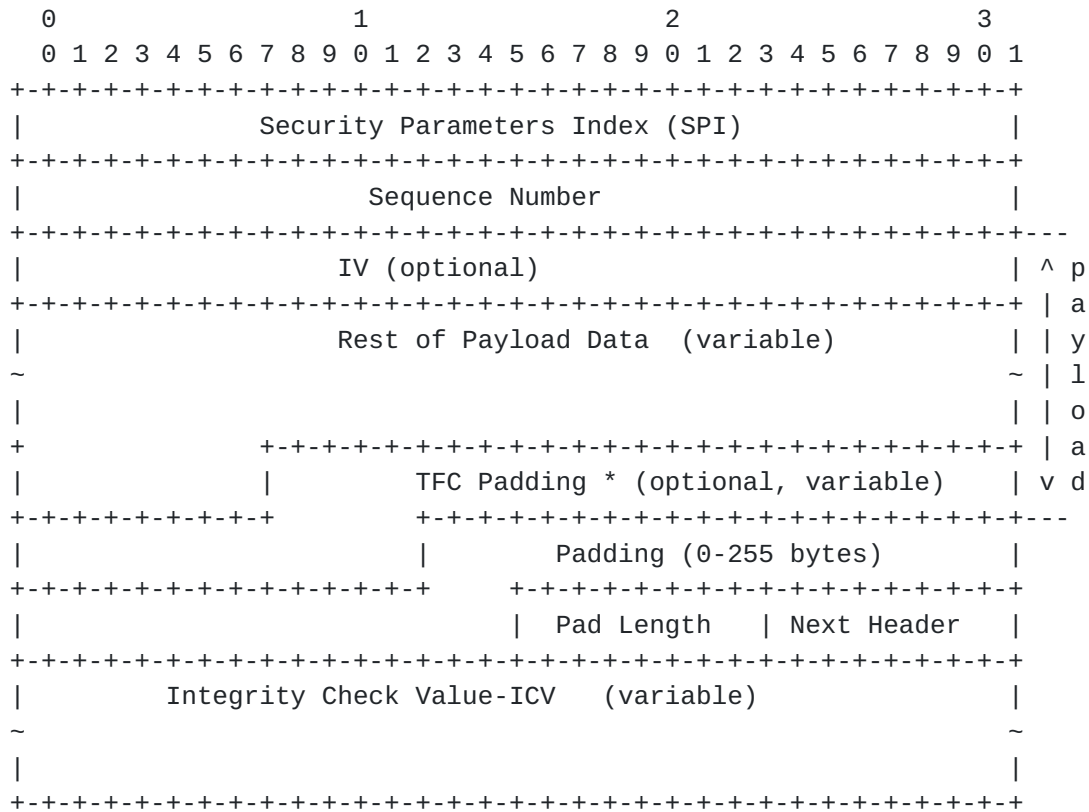 0                   1                   2                   3
0 1 2 3 4 5 6 7 8 9 0 1 2 3 4 5 6 7 8 9 0 1 2 3 4 5 6 7 8 9 0 1
+-+-+-+-+-+-+-+-+-+-+-+-+-+-+-+-+-+-+-+-+-+-+-+-+-+-+-+-+-+-+-+-+
|               Security Parameters Index (SPI)                 |
+-+-+-+-+-+-+-+-+-+-+-+-+-+-+-+-+-+-+-+-+-+-+-+-+-+-+-+-+-+-+-+-+
|                      Sequence Number                          |
+-+-+-+-+-+-+-+-+-+-+-+-+-+-+-+-+-+-+-+-+-+-+-+-+-+-+-+-+-+-+-+-+---
|                    IV (optional)                              | ^ p
+-+-+-+-+-+-+-+-+-+-+-+-+-+-+-+-+-+-+-+-+-+-+-+-+-+-+-+-+-+-+-+-+ | a
|                    Rest of Payload Data  (variable)           | | y
~                                                               ~ | l
|                                                               | | o
+               +-+-+-+-+-+-+-+-+-+-+-+-+-+-+-+-+-+-+-+-+-+-+-+-+ | a
|               |         TFC Padding * (optional, variable)    | v d
+-+-+-+-+-+-+-+-+         +-+-+-+-+-+-+-+-+-+-+-+-+-+-+-+-+-+-+-+---
|                         |        Padding (0-255 bytes)        |
+-+-+-+-+-+-+-+-+-+-+-+-+-+     +-+-+-+-+-+-+-+-+-+-+-+-+-+-+-+-+
|                               |  Pad Length   | Next Header   |
+-+-+-+-+-+-+-+-+-+-+-+-+-+-+-+-+-+-+-+-+-+-+-+-+-+-+-+-+-+-+-+-+
|         Integrity Check Value-ICV   (variable)                |
~                                                               ~
|                                                               |
+-+-+-+-+-+-+-+-+-+-+-+-+-+-+-+-+-+-+-+-+-+-+-+-+-+-+-+-+-+-+-+-+